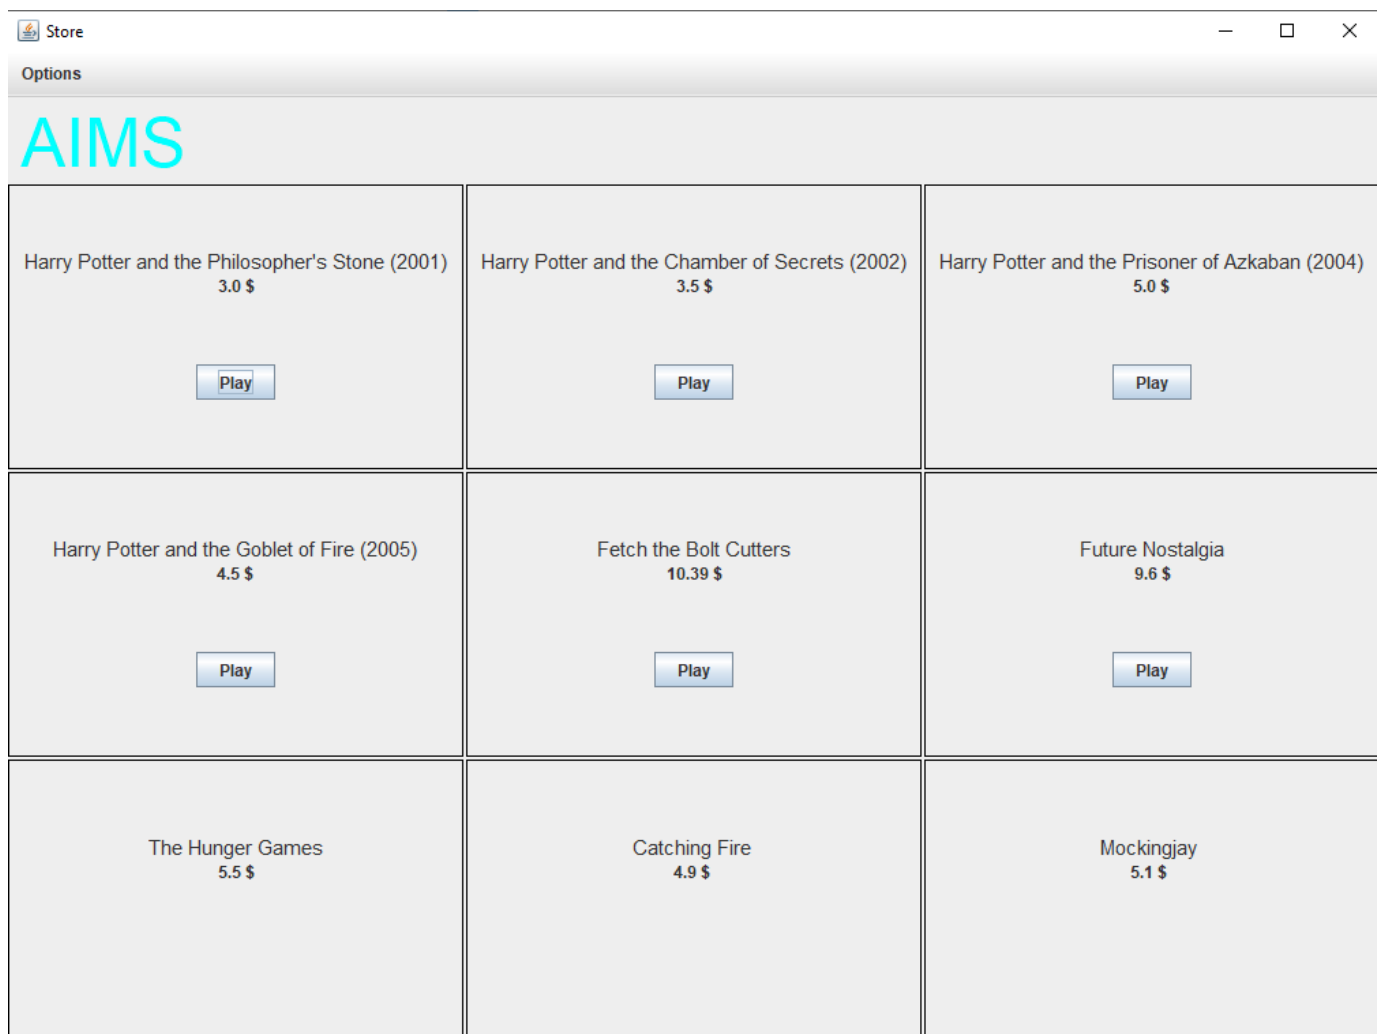 Store
Options
AIMS
Harry Potter and the Philosopher's Stone (2001)
3.0 $
Play
Harry Potter and the Chamber of Secrets (2002)
3.5 $
Play
Harry Potter and the Prisoner of Azkaban (2004)
5.0 $
Play
Harry Potter and the Goblet of Fire (2005)
4.5 $
Play
Fetch the Bolt Cutters
10.39 $
Play
Future Nostalgia
9.6 $
Play
The Hunger Games
5.5 $
Catching Fire
4.9 $
Mockingjay
5.1 $